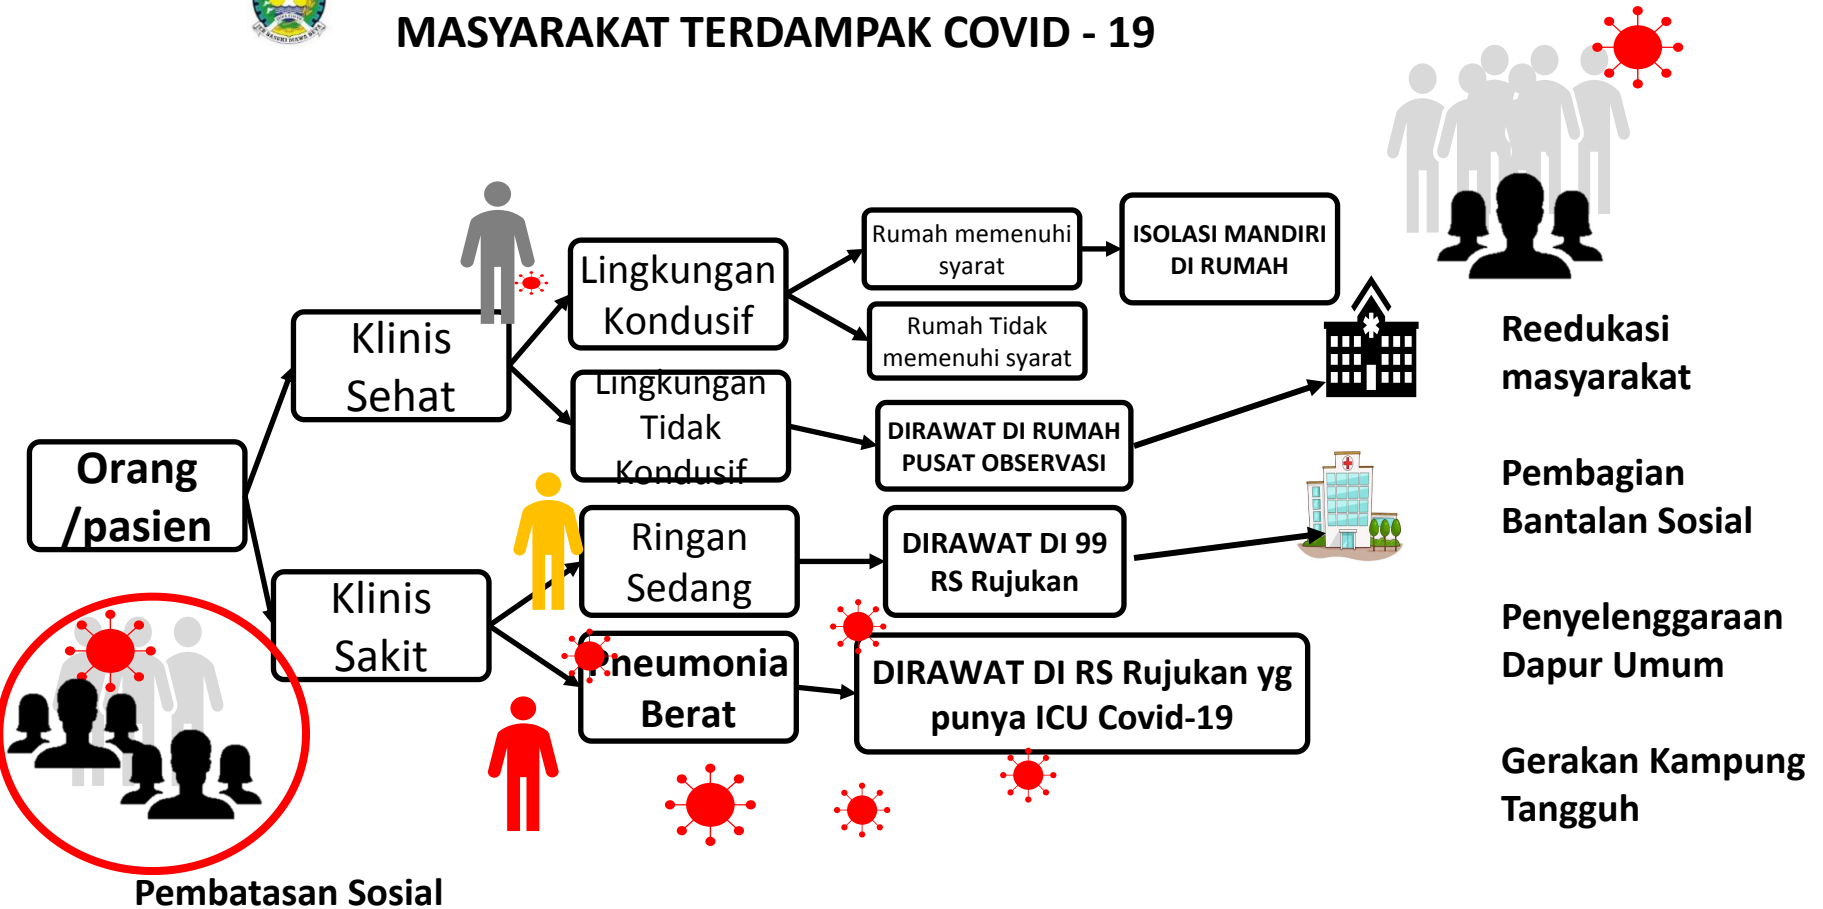 MASYARAKAT TERDAMPAK COVID - 19
Orang
/pasien
Klinis
Sehat
Klinis
Sakit
Lingkungan
Kondusif
Lingkungan
Tidak
Kondusif
Ringan
Sedang
Pneumonia
Berat
Rumah memenuhi
syarat
Rumah Tidak
memenuhi syarat
DIRAWAT DI RUMAH
PUSAT OBSERVASI
DIRAWAT DI 99
RS Rujukan
DIRAWAT DI RS Rujukan yg
punya ICU Covid-19
ISOLASI MANDIRI
DI RUMAH
Reedukasi
masyarakat
Pembagian
Bantalan Sosial
Penyelenggaraan
Dapur Umum
Gerakan Kampung
Tangguh
Pembatasan Sosial